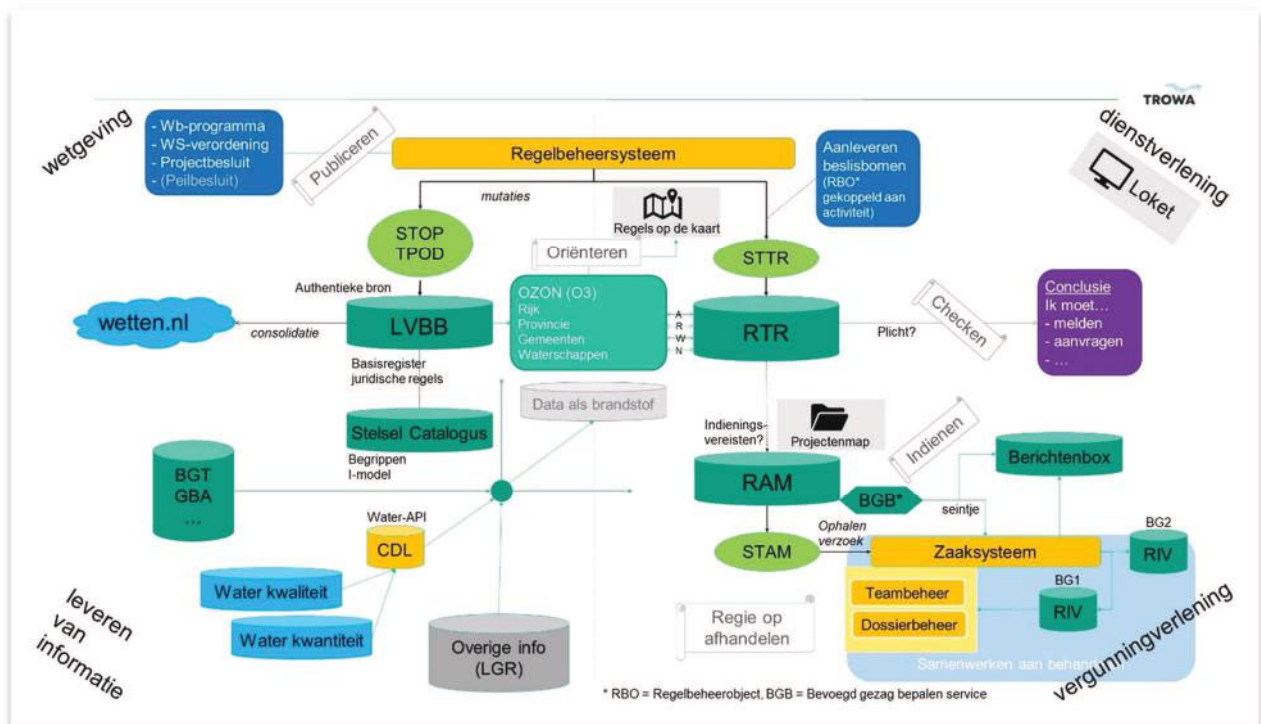 TROWA
wetgeving
- Wb-programma
- WS-verordening
- Projectbesluit
- (Peilbesluit)
Publiceren
Regelbeheersysteem
Aanleveren
beslisbomen
(RBO*
gekoppeld aan
activiteit)
dienstverlening
Loket
mutaties
Regels op de kaart
STOP
TPOD
Oriënteren
STTR
Authentieke bron
wetten.nl
consolidatie
LVBB
OZON (O3)
Rijk
Provincie
Gemeenten
Waterschappen
A
R
W
N
RTR
Plicht?
Checken
Conclusie
Ik moet...
- melden
- aanvragen
- ...
Basisregister
juridische regels
Data als brandstof
Stelsel Catalogus
Begrippen
I-model
Indienings-
vereisten?
Projectenmap
Indienen
Berichtenbox
BGT
GBA
...
RAM
BGB*
seintje
Water-API
CDL
STAM
Ophalen
verzoek
Zaaksysteem
BG2
RIV
Water kwaliteit
Water kwantiteit
Teambeheer
Dossierbeheer
BG1
RIV
leveren
van
informatie
Overige info
(LGR)
Regie op
afhandelen
Samenwerken aan behande
vergunningverlening
* RBO = Regelbeheerobject, BGB = Bevoegd gezag bepalen service